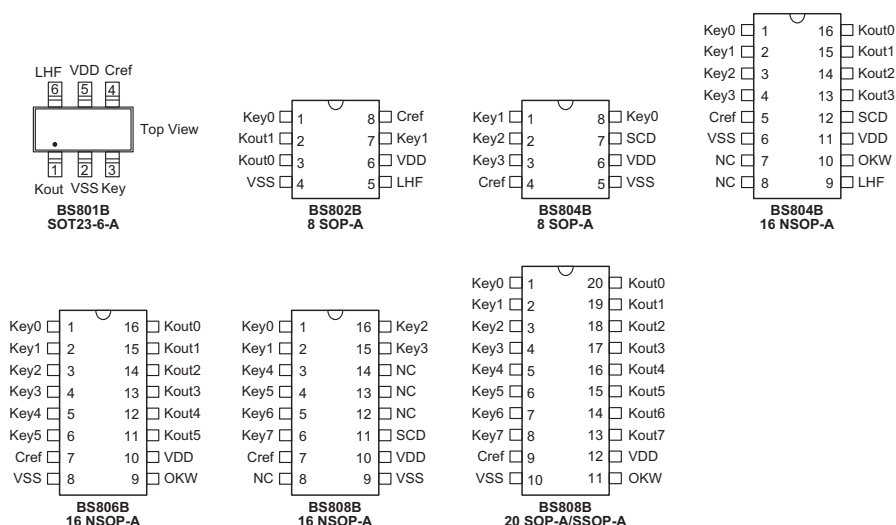 LHF VDD Cref
6 5 4
Top View
1 2 3
Kout VSS Key
BS801B
SOT23-6-A
Key0 1 8 Cref
Kout1 2 7 Key1
Kout0 3 6 VDD
VSS 4 5 LHF
BS802B
8 SOP-A
Key1 1 8 Key0
Key2 2 7 SCD
Key3 3 6 VDD
Cref 4 5 VSS
BS804B
8 SOP-A
Key0 1 16 Kout0
Key1 2 15 Kout1
Key2 3 14 Kout2
Key3 4 13 Kout3
Cref 5 12 SCD
VSS 6 11 VDD
NC 7 10 OKW
NC 8 9 LHF
BS804B
16 NSOP-A
Key0 1 16 Kout0
Key1 2 15 Kout1
Key2 3 14 Kout2
Key3 4 13 Kout3
Key4 5 12 Kout4
Key5 6 11 Kout5
Cref 7 10 VDD
VSS 8 9 OKW
BS806B
16 NSOP-A
Key0 1 16 Key2
Key1 2 15 Key3
Key4 3 14 NC
Key5 4 13 NC
Key6 5 12 NC
Key7 6 11 SCD
Cref 7 10 VDD
NC 8 9 VSS
BS808B
16 NSOP-A
Key0 1 20 Kout0
Key1 2 19 Kout1
Key2 3 18 Kout2
Key3 4 17 Kout3
Key4 5 16 Kout4
Key5 6 15 Kout5
Key6 7 14 Kout6
Key7 8 13 Kout7
Cref 9 12 VDD
VSS 10 11 OKW
BS808B
20 SOP-A/SSOP-A